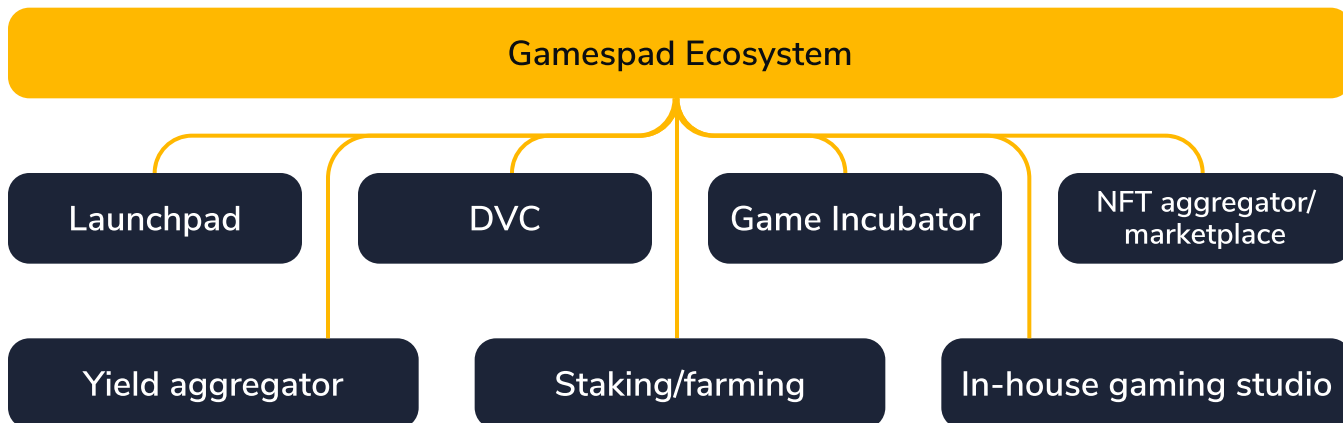 Gamespad Ecosystem
Launchpad
DVC
Game Incubator
NFT aggregator/
marketplace
Yield aggregator
Staking/farming
In-house gaming studio